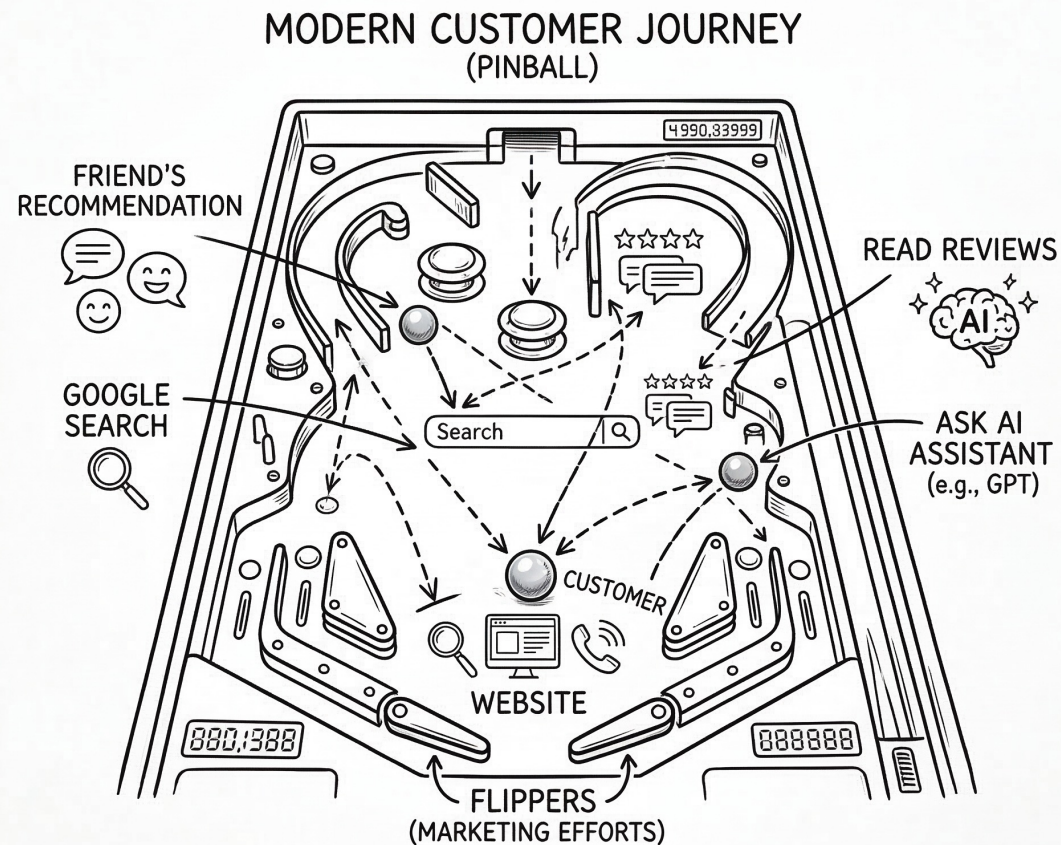 MODERN CUSTOMER JOURNEY
(PINBALL)
4990,33999
FRIEND'S
RECOMMENDATION
READ REVIEWS
AI
GOOGLE
SEARCH
Search
ASK AI
ASSISTANT
(e.g., GPT)
CUSTOMER
WEBSITE
880,1388
888888
FLIPPERS
(MARKETING EFFORTS)